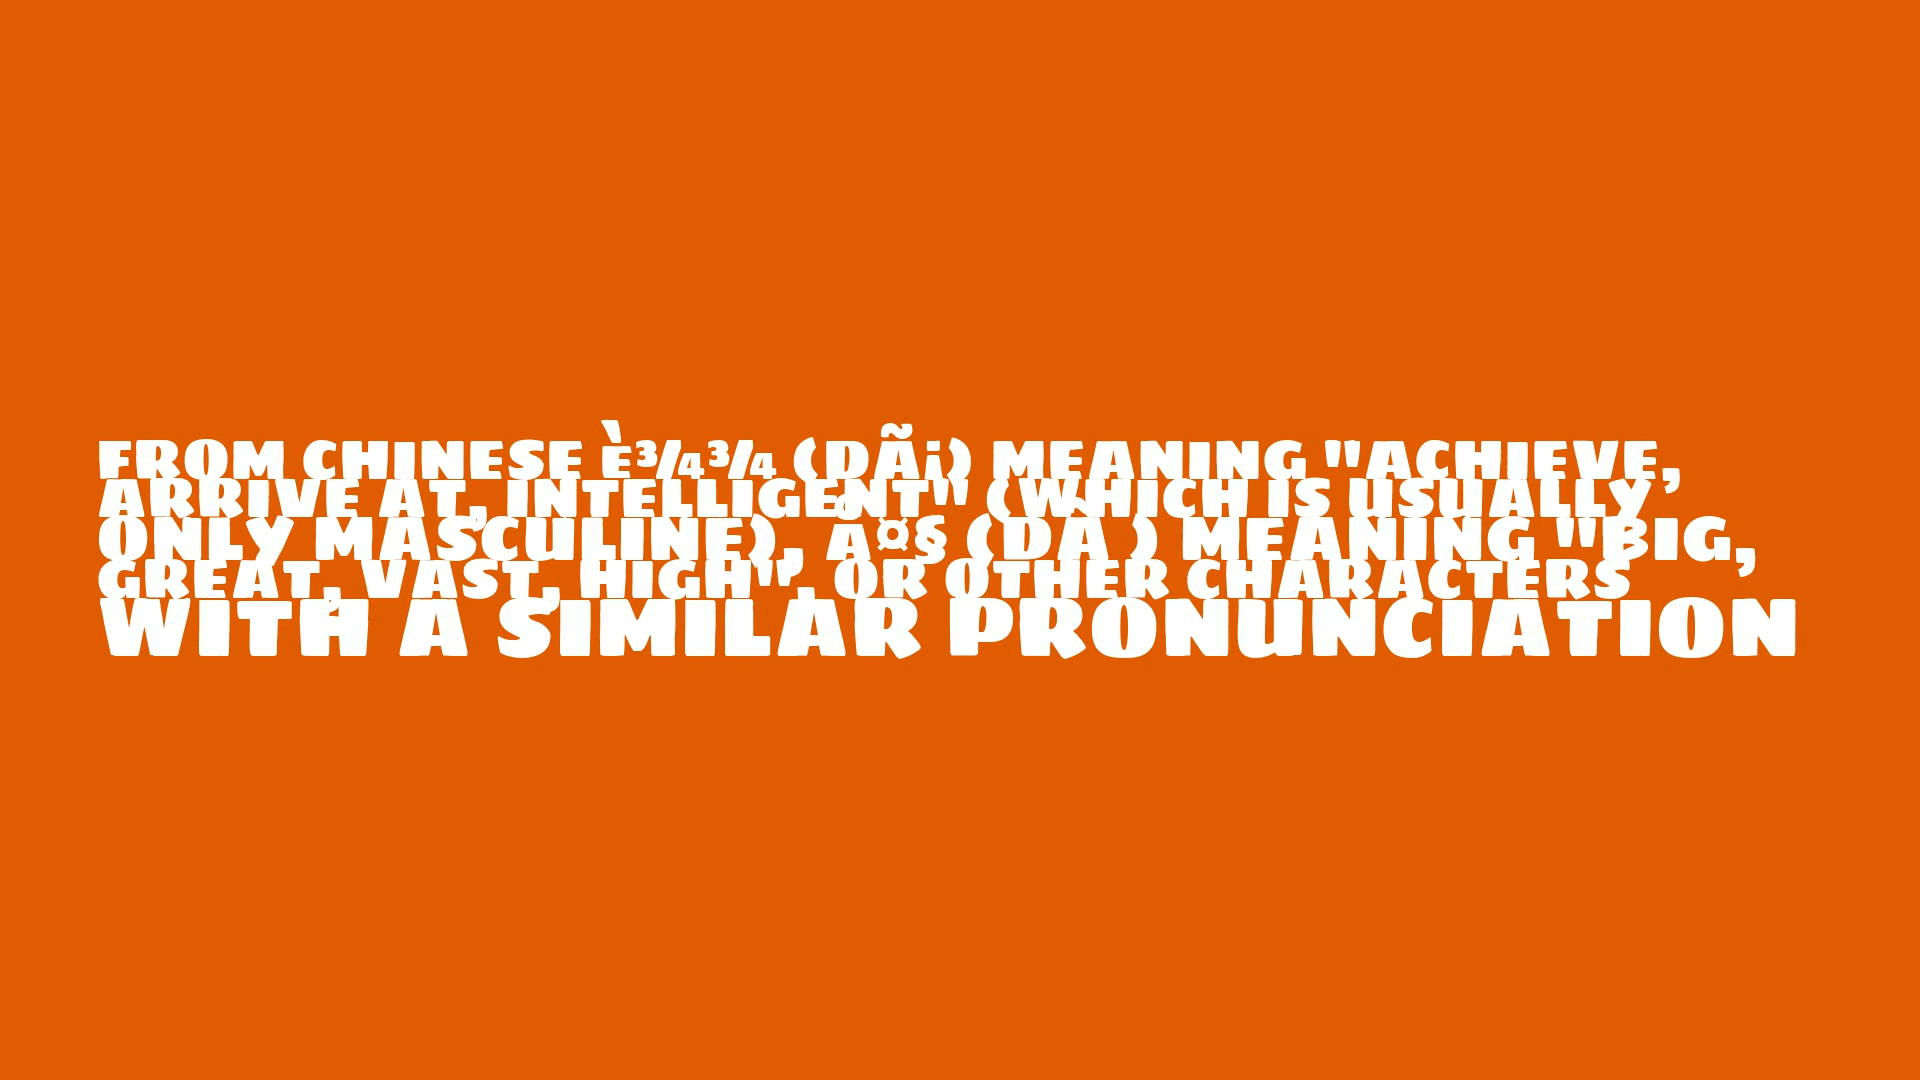 FROM CHINESE È¾¾ (DÃ¡) MEANING "ACHIEVE,
ARRIVE AT, INTELLIGENT" (WHICH IS USUALLY
ONLY MASCULINE), Å¤§ (DÀ ) MEANING "BIG,
GREAT, VAST, HIGH", OR OTHER CHARACTERS
WITH A SIMILAR PRONUNCIATION